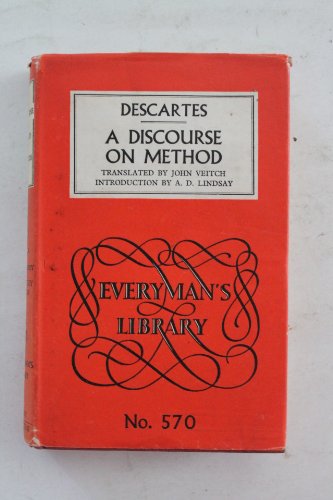 DESCARTES
A DISCOURSE
ON METHOD
TRANSLATED BY JOHN VEITCH
INTRODUCTION BY A. D. LINDSAY
EVERYMAN'S
LIBRARY
No. 570